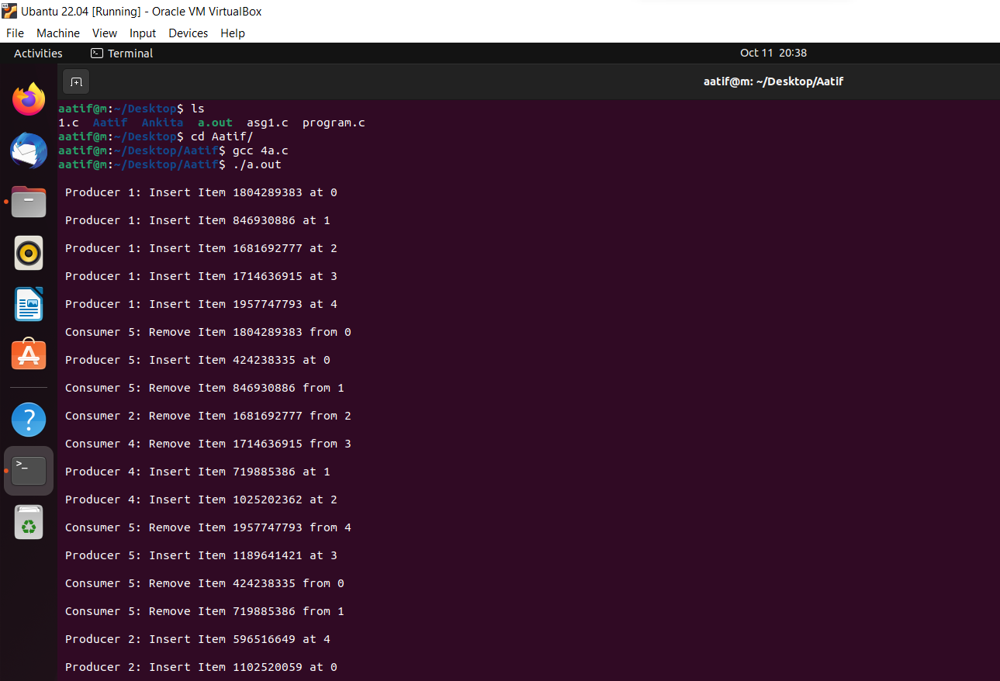 Ubantu 22.04 [Running] - Oracle VM VirtualBox
File Machine View Input Devices Help
Activities Terminal Oct 11 20:38
aatif@m: ~/Desktop/Aatif
aatif@m:~/Desktop$ ls
1.c Aatif Ankita a.out asg1.c program.c
aatif@m:~/Desktop$ cd Aatif/
aatif@m:~/Desktop/Aatif$ gcc 4a.c
aatif@m:~/Desktop/Aatif$ ./a.out
Producer 1: Insert Item 1804289383 at 0
Producer 1: Insert Item 846930886 at 1
Producer 1: Insert Item 1681692777 at 2
Producer 1: Insert Item 1714636915 at 3
Producer 1: Insert Item 1957747793 at 4
Consumer 5: Remove Item 1804289383 from 0
Producer 5: Insert Item 424238335 at 0
Consumer 5: Remove Item 846930886 from 1
Consumer 2: Remove Item 1681692777 from 2
Consumer 4: Remove Item 1714636915 from 3
Producer 4: Insert Item 719885386 at 1
Producer 4: Insert Item 1025202362 at 2
Consumer 5: Remove Item 1957747793 from 4
Producer 5: Insert Item 1189641421 at 3
Consumer 5: Remove Item 424238335 from 0
Consumer 5: Remove Item 719885386 from 1
Producer 2: Insert Item 596516649 at 4
Producer 2: Insert Item 1102520059 at 0